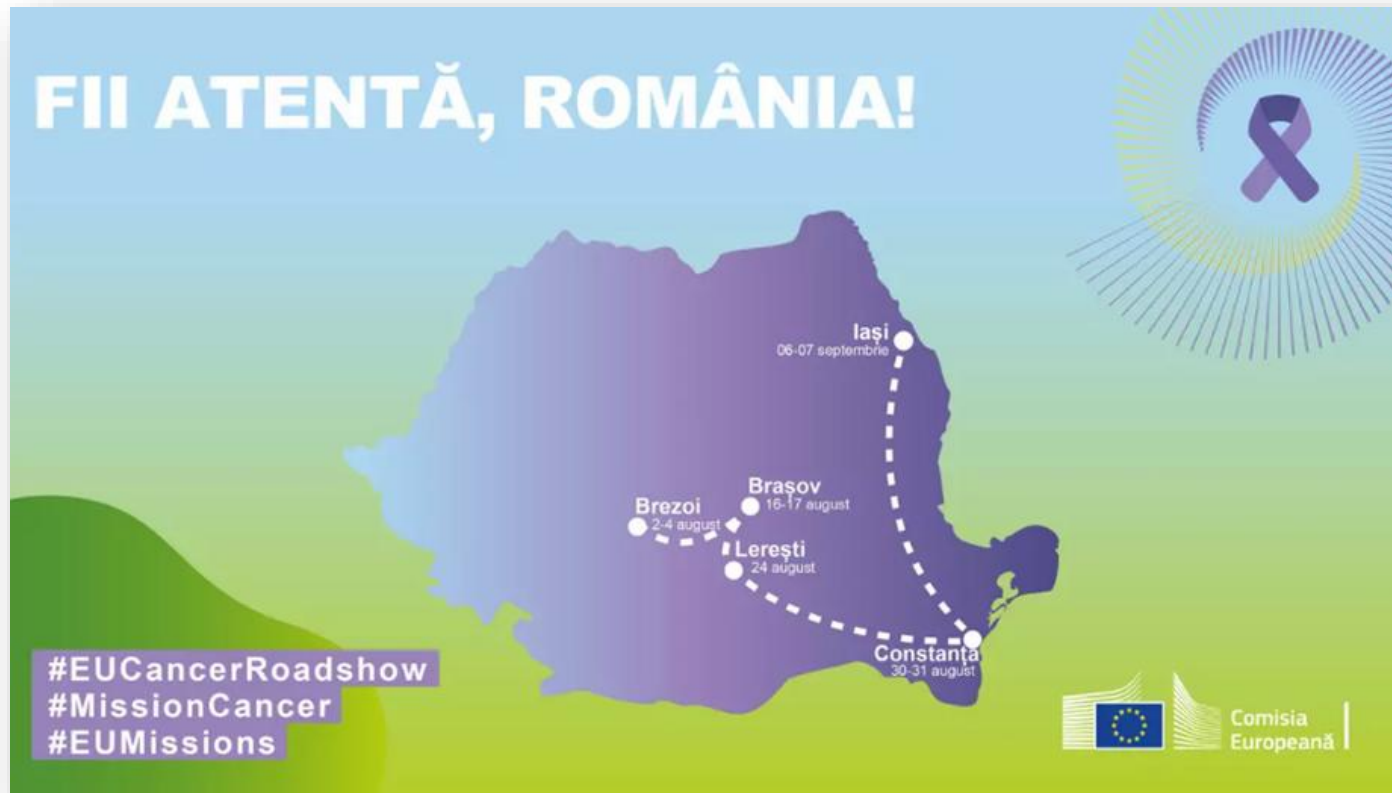 FII ATENTĂ, ROMÂNIA!
Iași
06-07 septembrie
Brașov
16-17 august
Brezoi
2-4 august
Lerești
24 august
Constanța
30-31 august
#EUCancerRoadshow
#MissionCancer
#EUMissions
Comisia
Europeană